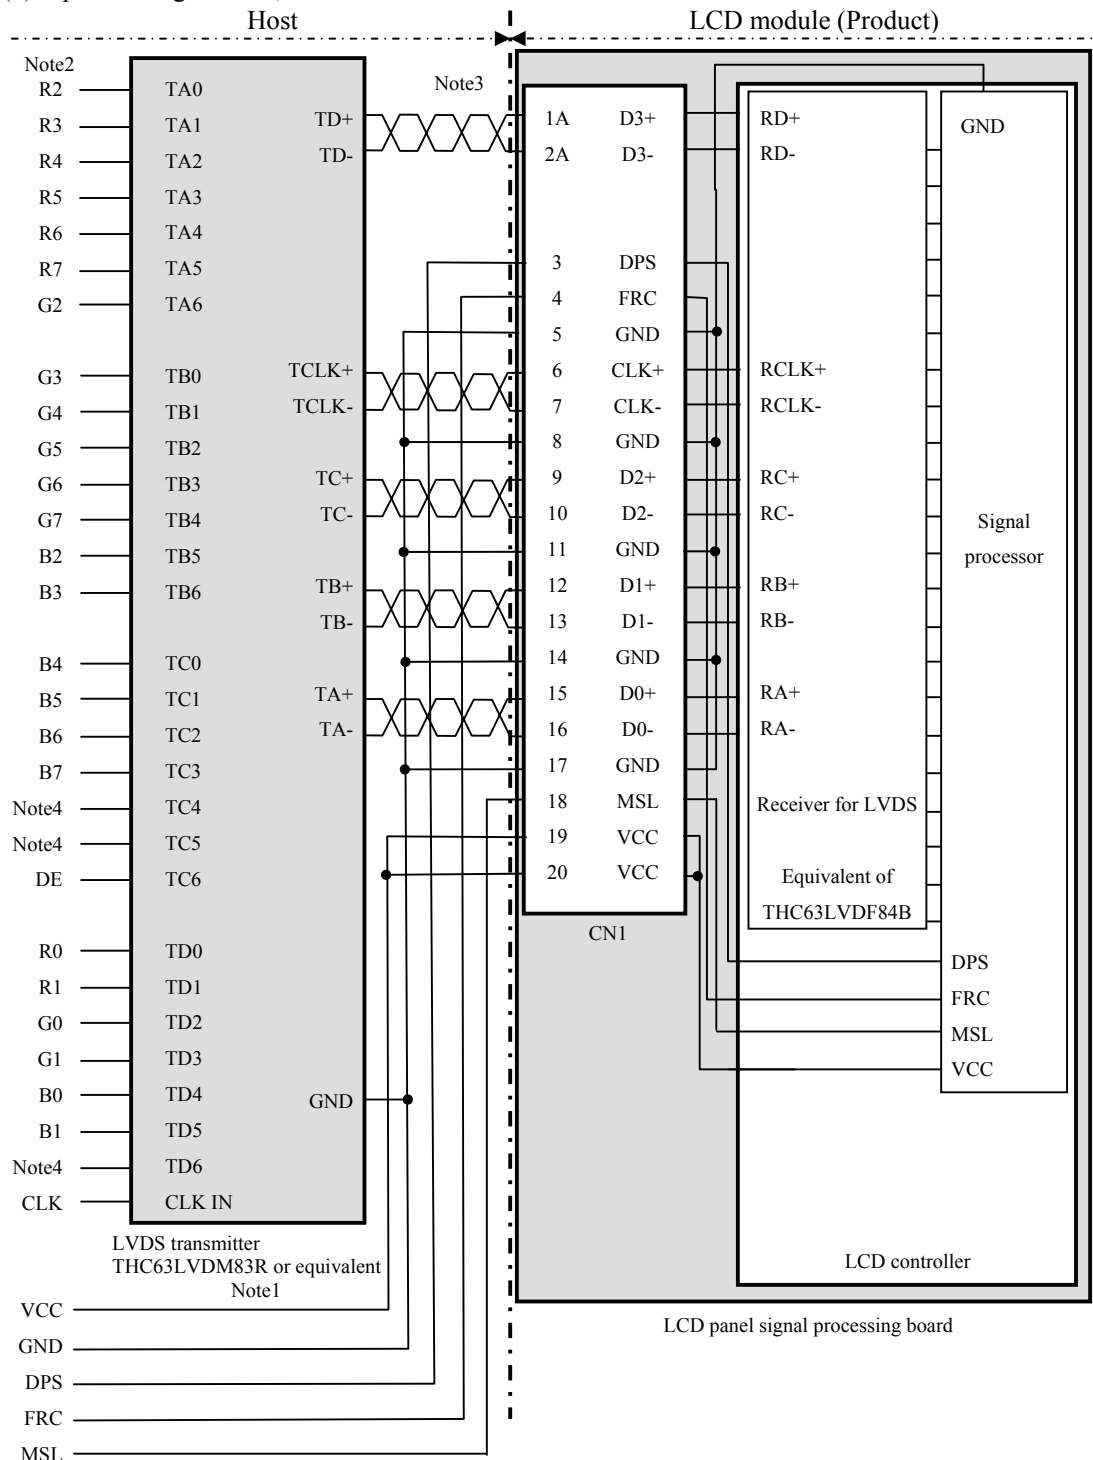 Host
LCD module (Product)
Note2
R2 TA0
R3 TA1
R4 TA2
R5 TA3
R6 TA4
R7 TA5
G2 TA6
G3 TB0
G4 TB1
G5 TB2
G6 TB3
G7 TB4
B2 TB5
B3 TB6
B4 TC0
B5 TC1
B6 TC2
B7 TC3
Note4 TC4
Note4 TC5
DE TC6
R0 TD0
R1 TD1
G0 TD2
G1 TD3
B0 TD4
B1 TD5
Note4 TD6
CLK CLK IN
TD+
TD-
TCLK+
TCLK-
TC+
TC-
TB+
TB-
TA+
TA-
GND
LVDS transmitter
THC63LVDM83R or equivalent
Note1
VCC
GND
DPS
FRC
MSL
Note3
1A D3+
2A D3-
3 DPS
4 FRC
5 GND
6 CLK+
7 CLK-
8 GND
9 D2+
10 D2-
11 GND
12 D1+
13 D1-
14 GND
15 D0+
16 D0-
17 GND
18 MSL
19 VCC
20 VCC
CN1
RD+
RD-
RCLK+
RCLK-
RC+
RC-
RB+
RB-
RA+
RA-
Receiver for LVDS
Equivalent of
THC63LVDF84B
GND
Signal
processor
DPS
FRC
MSL
VCC
LCD controller
LCD panel signal processing board